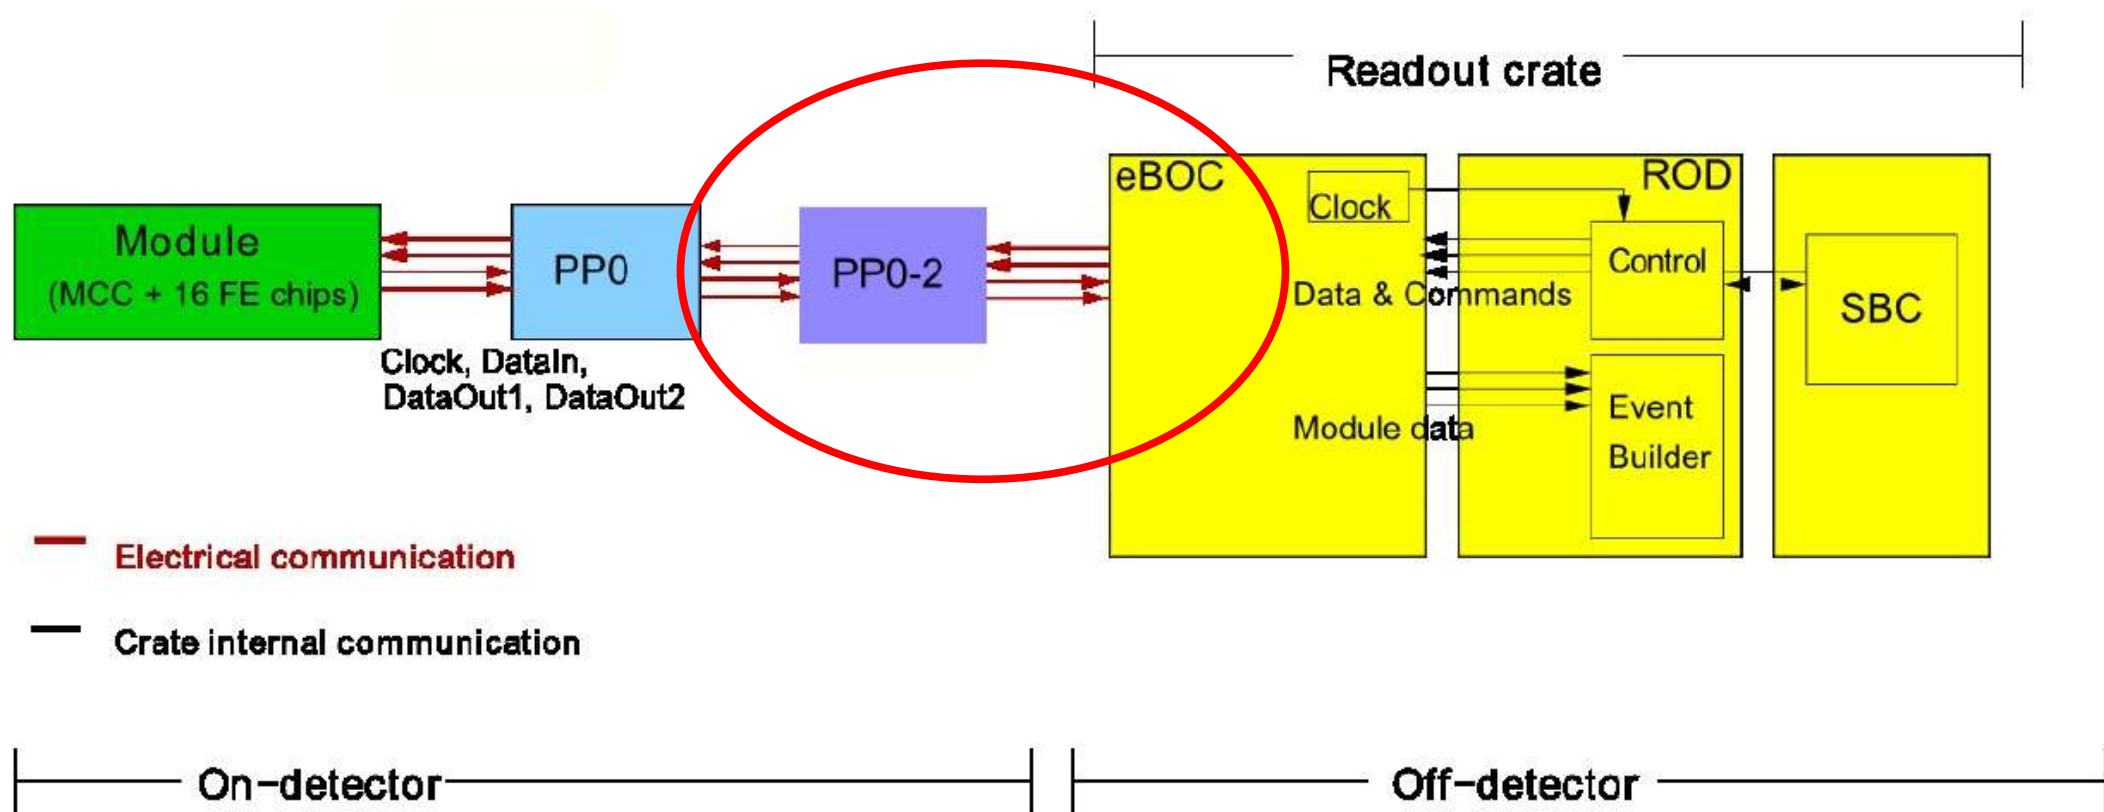 Readout crate
eBOC
ROD
Clock
Module
(MCC + 16 FE chips)
PP0
PP0-2
Control
Data & Commands
SBC
Clock, DataIn,
DataOut1, DataOut2
Module data
Event
Builder
Electrical communication
Crate internal communication
On-detector
Off-detector